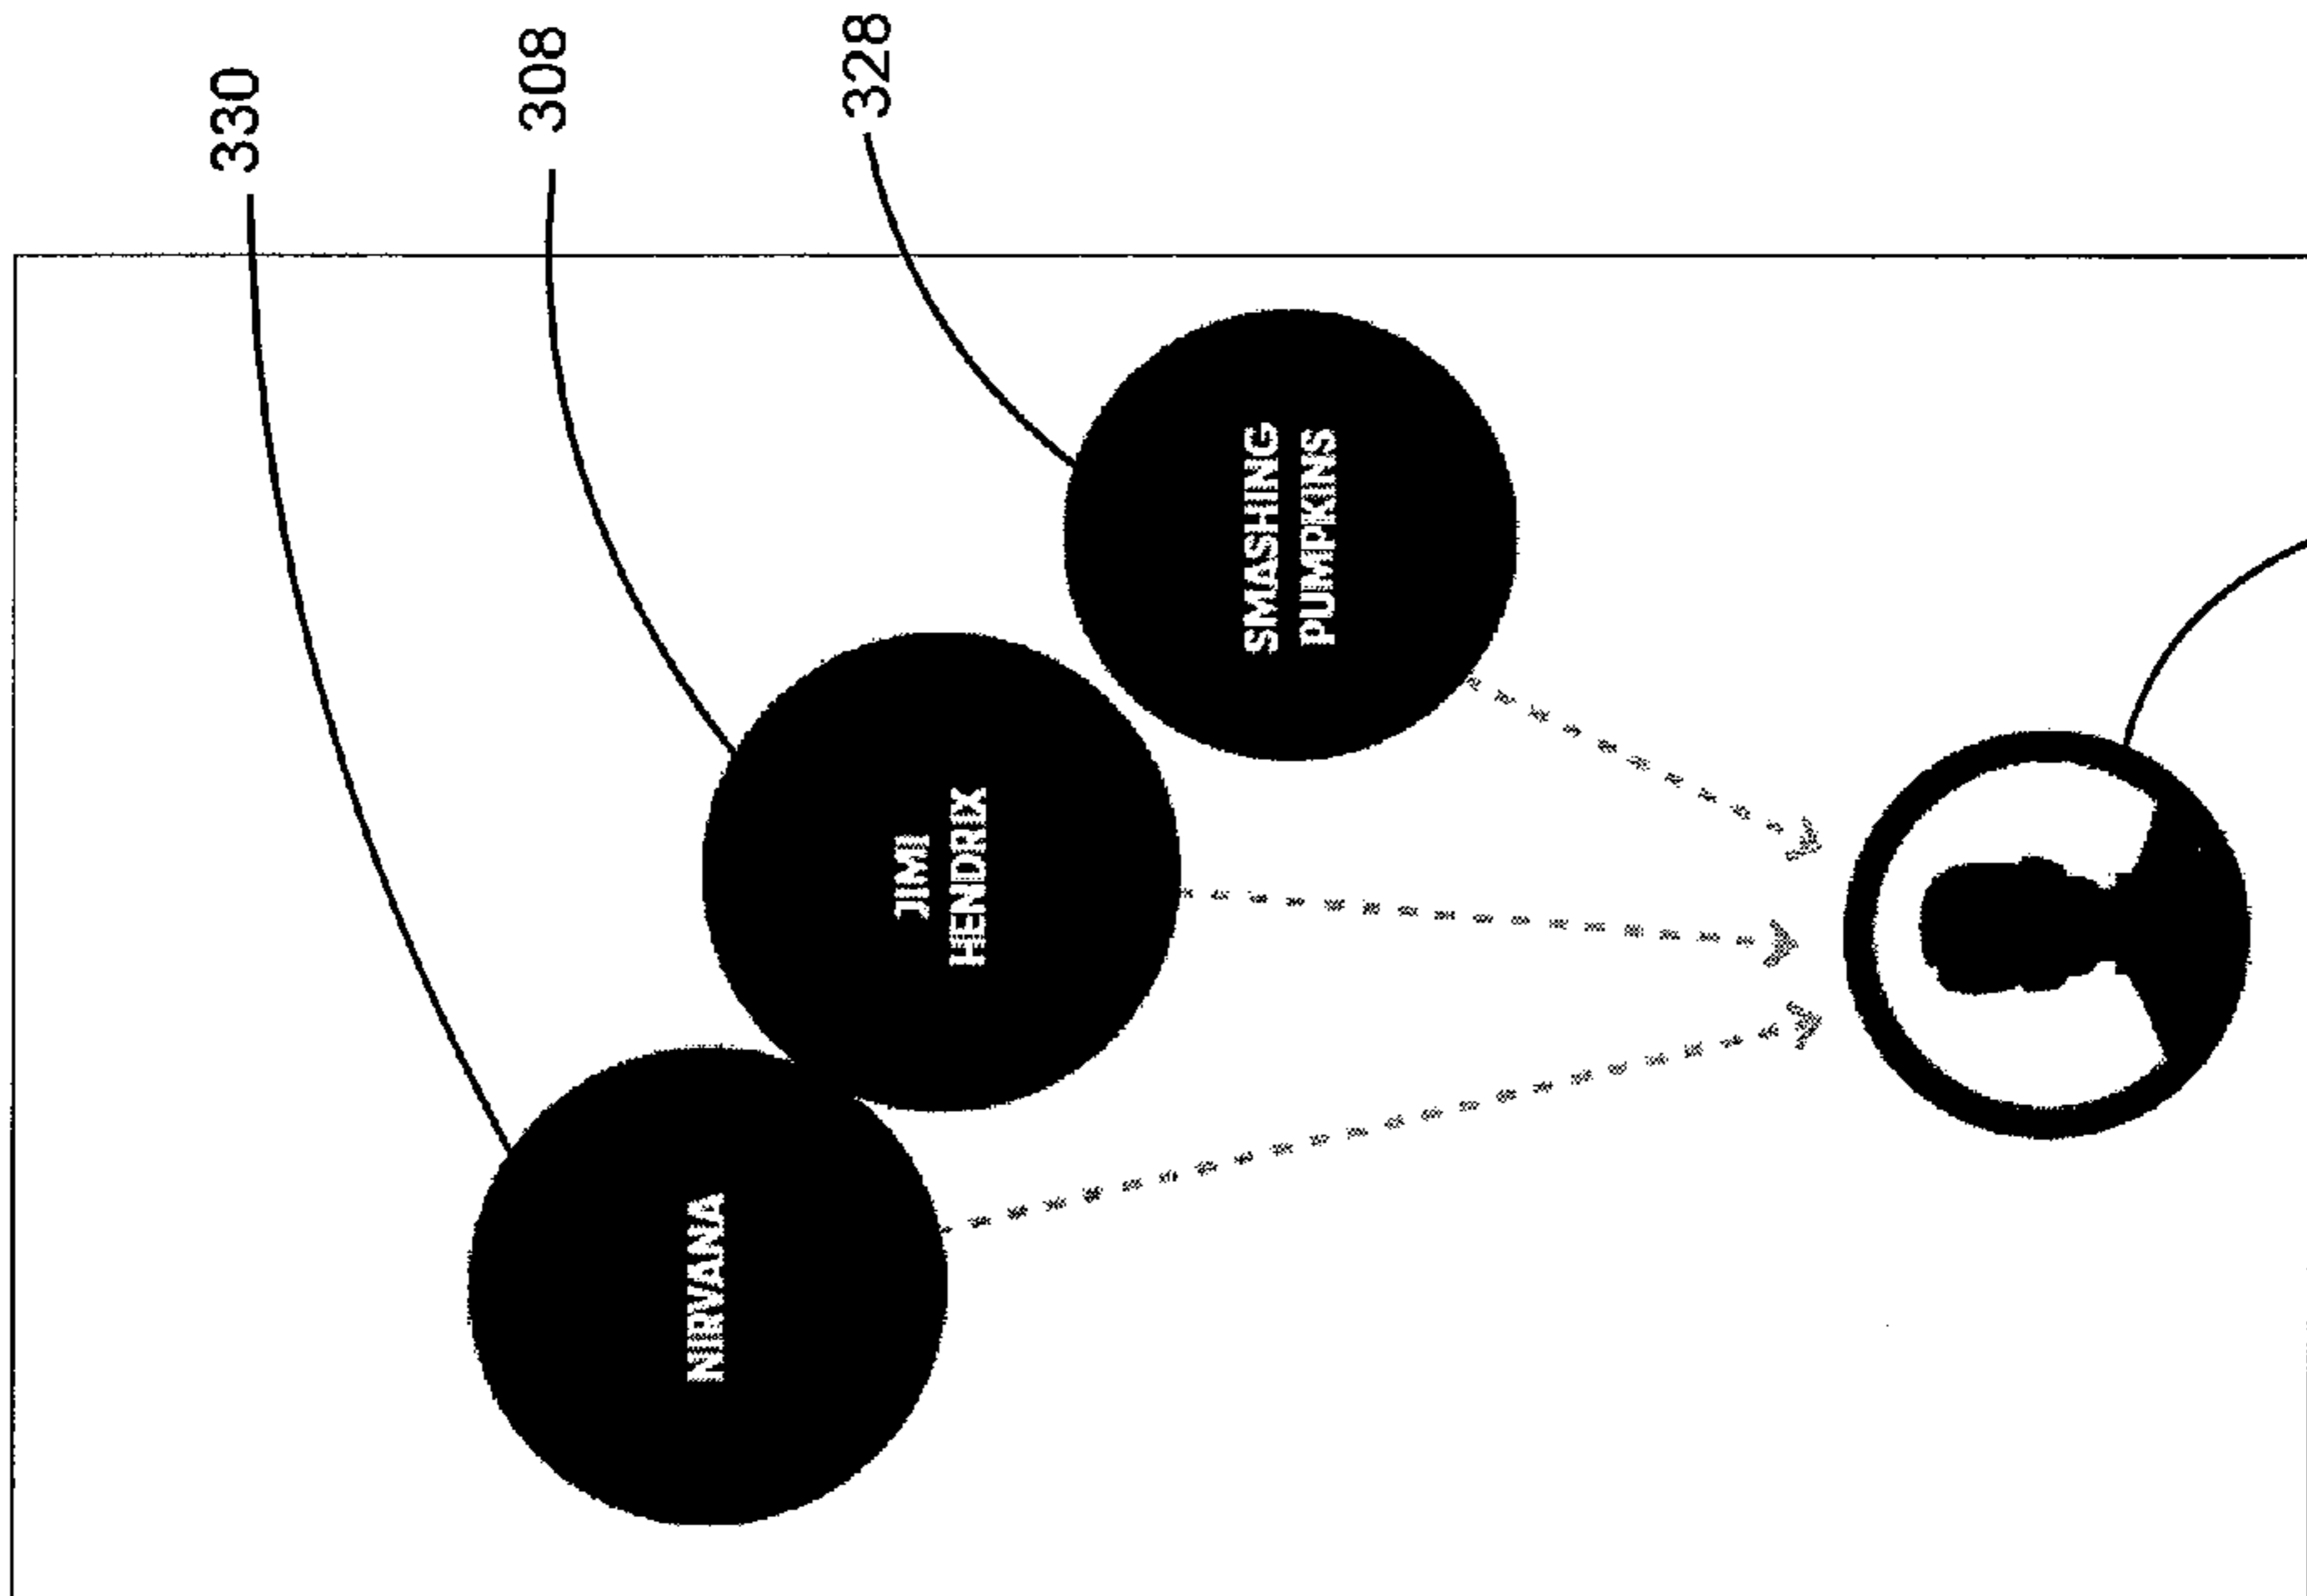 330
308
328
SMASHING
PUMPKINS
JIMI
HENDRIX
NIRVANA